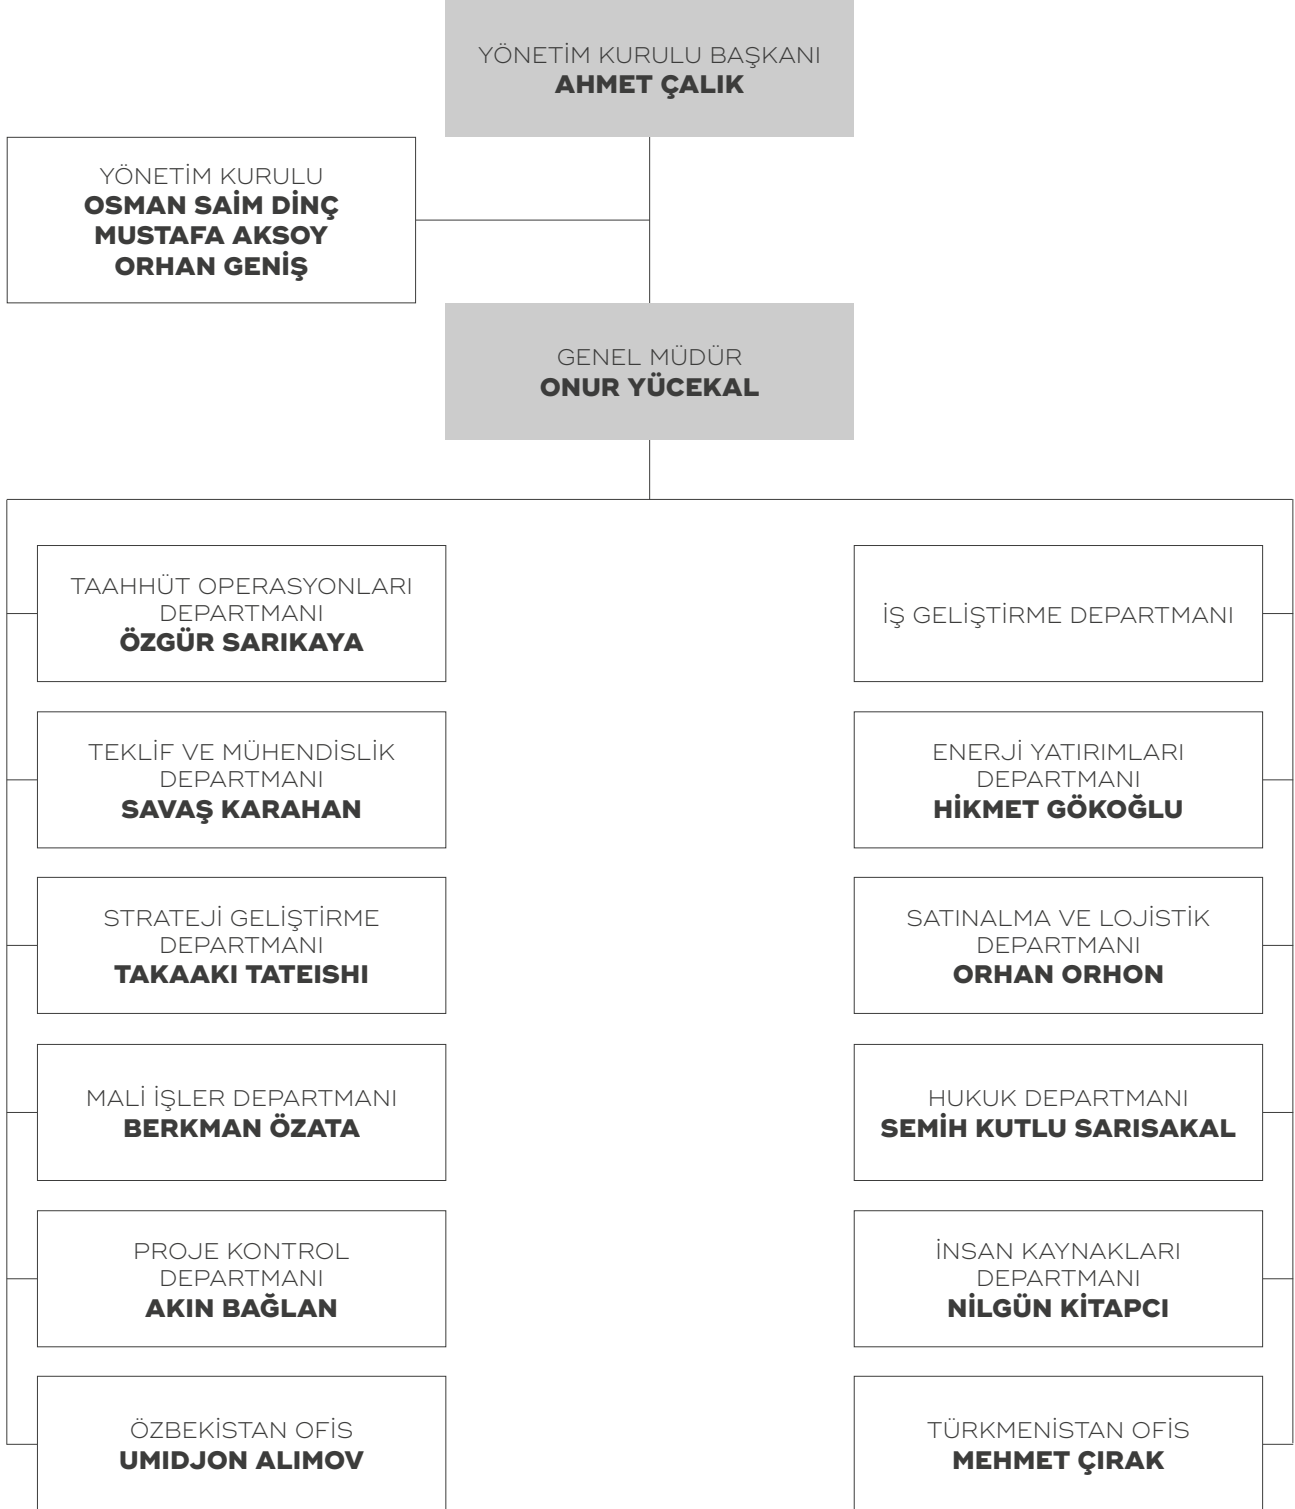 YÖNETİM KURULU BAŞKANI
AHMET ÇALIK
YÖNETİM KURULU
OSMAN SAİM DİNÇ
MUSTAFA AKSOY
ORHAN GENİŞ
GENEL MÜDÜR
ONUR YÜCEKAL
TAAHHÜT OPERASYONLARI
DEPARTMANI
ÖZGÜR SARIKAYA
TEKLİF VE MÜHENDİSLİK
DEPARTMANI
SAVAŞ KARAHAN
STRATEJİ GELİŞTİRME
DEPARTMANI
TAKAAKI TATEISHI
MALİ İŞLER DEPARTMANI
BERKMAN ÖZATA
PROJE KONTROL
DEPARTMANI
AKIN BAĞLAN
ÖZBEKİSTAN OFİS
UMIDJON ALIMOV
İŞ GELİŞTİRME DEPARTMANI
ENERJİ YATIRIMLARI
DEPARTMANI
HİKMET GÖKOĞLU
SATINALMA VE LOJİSTİK
DEPARTMANI
ORHAN ORHON
HUKUK DEPARTMANI
SEMİH KUTLU SARISAKAL
İNSAN KAYNAKLARI
DEPARTMANI
NİLGÜN KİTAPCI
TÜRKMENİSTAN OFİS
MEHMET ÇIRAK